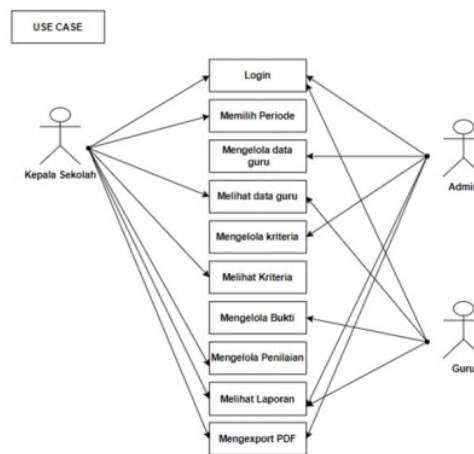 USE CASE
Login
Memilih Periode
Mengelola data
guru
Melihat data guru
Mengelola kriteria
Melihat Kriteria
Mengelola Bukti
Mengelola Penilaian
Melihat Laporan
Mengexport PDF
Kepala Sekolah
Admin
Guru